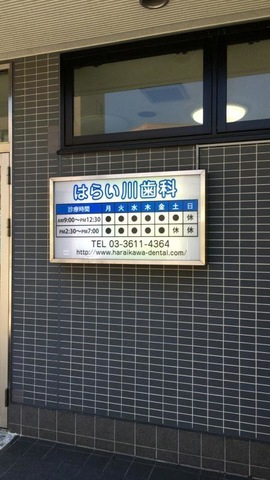 はらい川歯科
診療時間 月 火 水 木 金 土 日
AM9:00〜PM12:30 ● ● ● ● ● ● 休
PM2:30〜PM7:00 ● ● ● ● ● 休 休
TEL 03-3611-4364
http://www.haraikawa-dental.com/